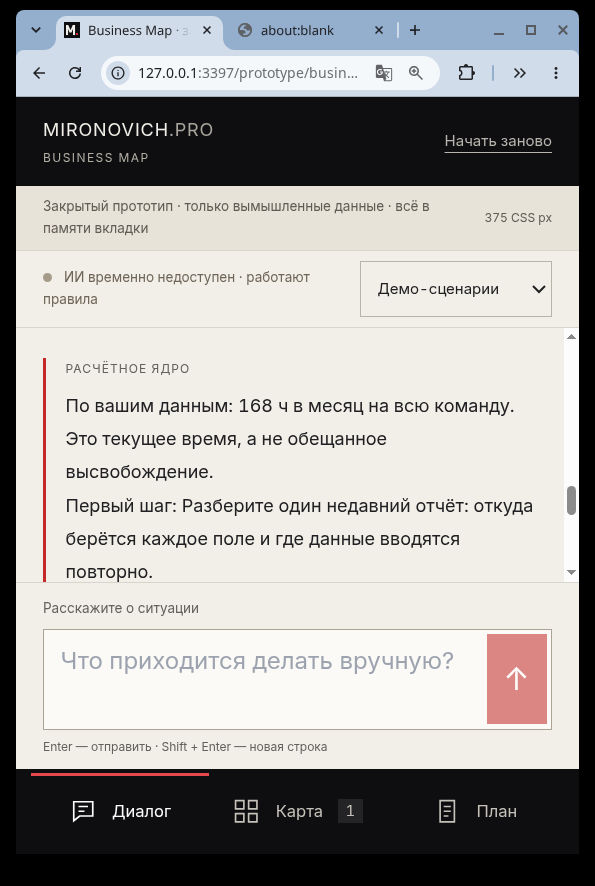 M. Business Map · з
about:blank
127.0.0.1:3397/prototype/busin...
MIRONOVICH.PRO
BUSINESS MAP
Начать заново
Закрытый прототип · только вымышленные данные · всё в
памяти вкладки
375 CSS px
ИИ временно недоступен · работают
правила
Демо-сценарии
РАСЧЁТНОЕ ЯДРО
По вашим данным: 168 ч в месяц на всю команду.
Это текущее время, а не обещанное
высвобождение.
Первый шаг: Разберите один недавний отчёт: откуда
берётся каждое поле и где данные вводятся
повторно.
Расскажите о ситуации
Что приходится делать вручную?
Enter — отправить · Shift + Enter — новая строка
Диалог
Карта 1
План